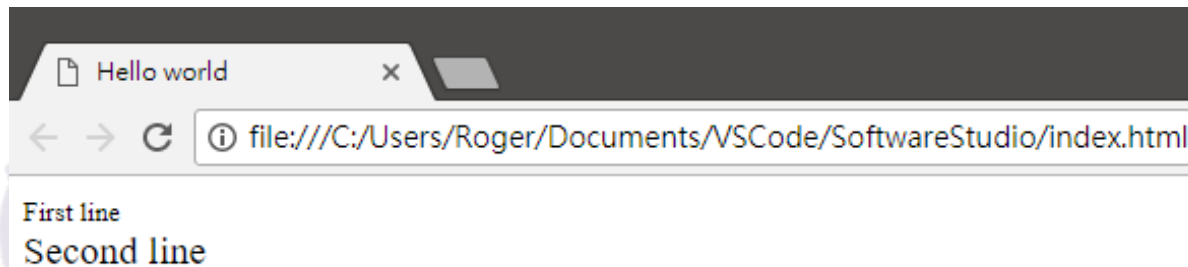 Hello world
file:///C:/Users/Roger/Documents/VSCode/SoftwareStudio/index.html
First line
Second line